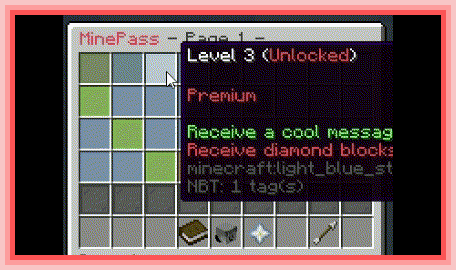 MinePass - Page 1 -
Level 3 (Unlocked)
Premium
Receive a cool messag
Receive diamond blocks
minecraft:light_blue_st
NBT: 1 tag(s)